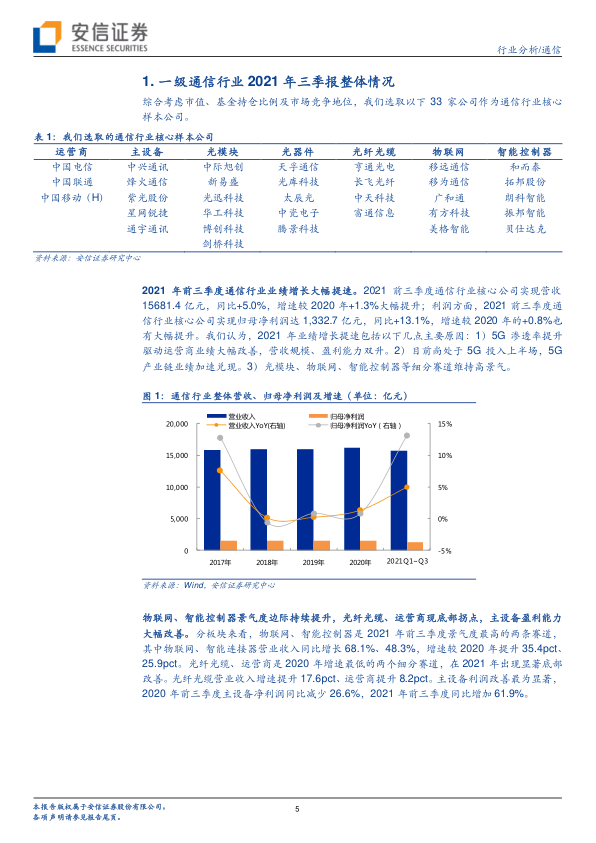 安信证券
ESSENCE SECURITIES
行业分析/通信
1. 一级通信行业 2021 年三季报整体情况
综合考虑市值、基金持仓比例及市场竞争地位，我们选取以下 33 家公司作为通信行业核心
样本公司。
表 1：我们选取的通信行业核心样本公司
运营商 主设备 光模块 光器件 光纤光缆 物联网 智能控制器
中国电信 中兴通讯 中际旭创 天孚通信 亨通光电 移远通信 和而泰
中国联通 烽火通信 新易盛 光库科技 长飞光纤 移为通信 拓邦股份
中国移动（H） 紫光股份 光迅科技 太辰光 中天科技 广和通 朗科智能
星网锐捷 华工科技 中瓷电子 富通信息 有方科技 振邦智能
通宇通讯 博创科技 腾景科技 美格智能 贝仕达克
剑桥科技
资料来源：安信证券研究中心
2021 年前三季度通信行业业绩增长大幅提速。2021 前三季度通信行业核心公司实现营收
15681.4 亿元，同比+5.0%，增速较 2020 年+1.3%大幅提升；利润方面，2021 前三季度通
信行业核心公司实现归母净利润达 1,332.7 亿元，同比+13.1%，增速较 2020 年的+0.8%也
有大幅提升。我们认为，2021 年业绩增长提速包括以下几点主要原因：1）5G 渗透率提升
驱动运营商业绩大幅改善，营收规模、盈利能力双升。2）目前尚处于 5G 投入上半场，5G
产业链业绩加速兑现。3）光模块、物联网、智能控制器等细分赛道维持高景气。
图 1：通信行业整体营收、归母净利润及增速（单位：亿元）
营业收入 归母净利润
营业收入YoY(右轴) 归母净利润YoY（右轴）
20,000 15%
15,000 10%
10,000 5%
5,000 0%
0 -5%
2017年 2018年 2019年 2020年 2021Q1-Q3
资料来源：Wind，安信证券研究中心
物联网、智能控制器景气度边际持续提升，光纤光缆、运营商现底部拐点，主设备盈利能力
大幅改善。分板块来看，物联网、智能控制器是 2021 年前三季度景气度最高的两条赛道，
其中物联网、智能连接器营业收入同比增长 68.1%、48.3%，增速较 2020 年提升 35.4pct、
25.9pct。光纤光缆、运营商是 2020 年增速最低的两个细分赛道，在 2021 年出现显著底部
改善。光纤光缆营业收入增速提升 17.6pct、运营商提升 8.2pct。主设备利润改善最为显著，
2020 年前三季度主设备净利润同比减少 26.6%，2021 年前三季度同比增加 61.9%。
本报告版权属于安信证券股份有限公司。
各项声明请参见报告尾页。
5